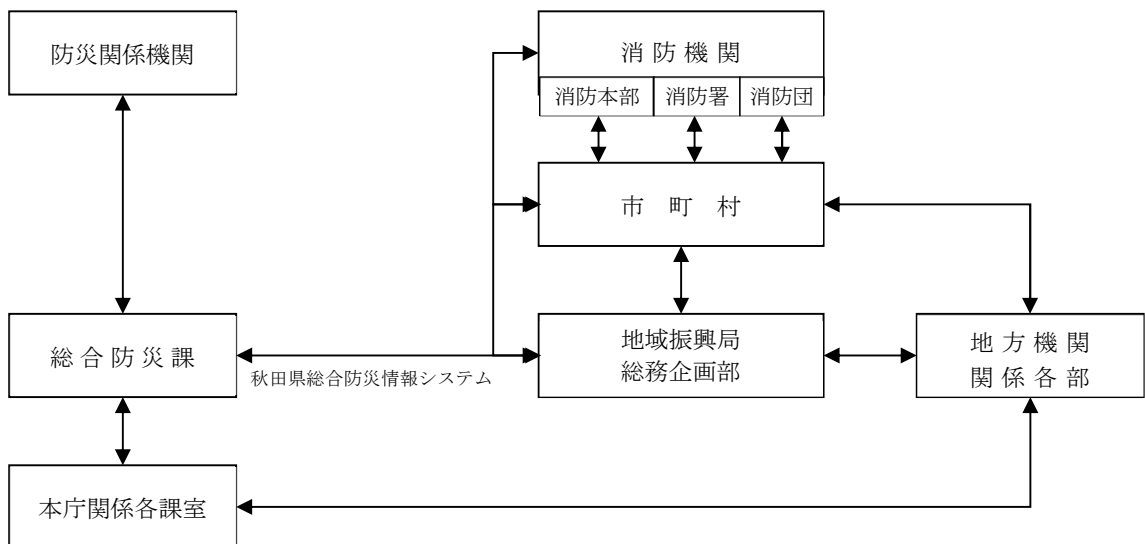 防災関係機関
消防機関
消防本部 消防署 消防団
市町村
総合防災課
秋田県総合防災情報システム
地域振興局
総務企画部
地方機関
関係各部
本庁関係各課室